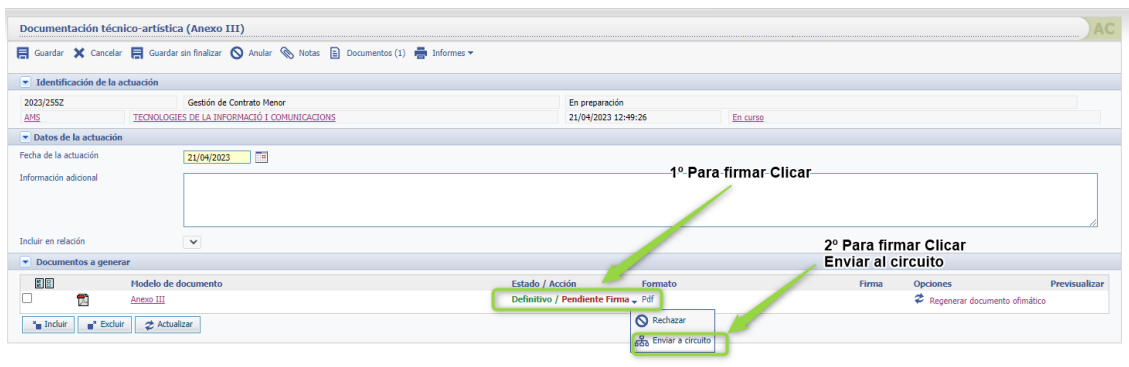 Documentación técnico-artística (Anexo III)
AC
Guardar Cancelar Guardar sin finalizar Anular Notas Documentos (1) Informes
Identificación de la actuación
2023/255Z Gestión de Contrato Menor En preparación
AMS TECNOLOGIES DE LA INFORMACIÓ I COMUNICACIONS 21/04/2023 12:49:26 En curso
Datos de la actuación
Fecha de la actuación 21/04/2023
1º Para firmar Clicar
Información adicional
Incluir en relación
2º Para firmar Clicar
Enviar al circuito
Documentos a generar
Modelo de documento Estado / Acción Formato Firma Opciones Previsualizar
Anexo III Definitivo / Pendiente Firma Pdf Regenerar documento ofimático
Incluir Excluir Actualizar
Rechazar
Enviar a circuito